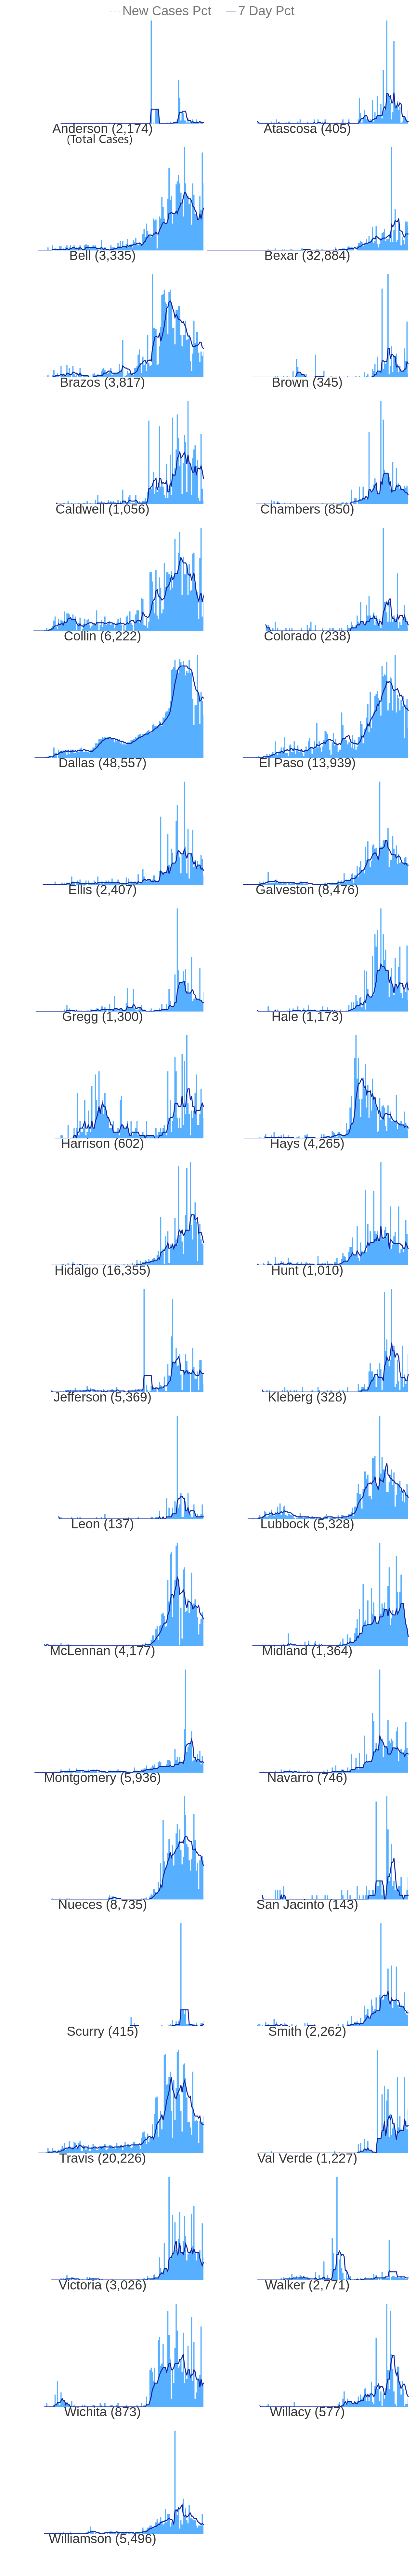 New Cases Pct 7 Day Pct
Anderson (2,174) Atascosa (405)
(Total Cases)
Bell (3,335) Bexar (32,884)
Brazos (3,817) Brown (345)
Caldwell (1,056) Chambers (850)
Collin (6,222) Colorado (238)
Dallas (48,557) El Paso (13,939)
Ellis (2,407) Galveston (8,476)
Gregg (1,300) Hale (1,173)
Harrison (602) Hays (4,265)
Hidalgo (16,355) Hunt (1,010)
Jefferson (5,369) Kleberg (328)
Leon (137) Lubbock (5,328)
McLennan (4,177) Midland (1,364)
Montgomery (5,936) Navarro (746)
Nueces (8,735) San Jacinto (143)
Scurry (415) Smith (2,262)
Travis (20,226) Val Verde (1,227)
Victoria (3,026) Walker (2,771)
Wichita (873) Willacy (577)
Williamson (5,496)